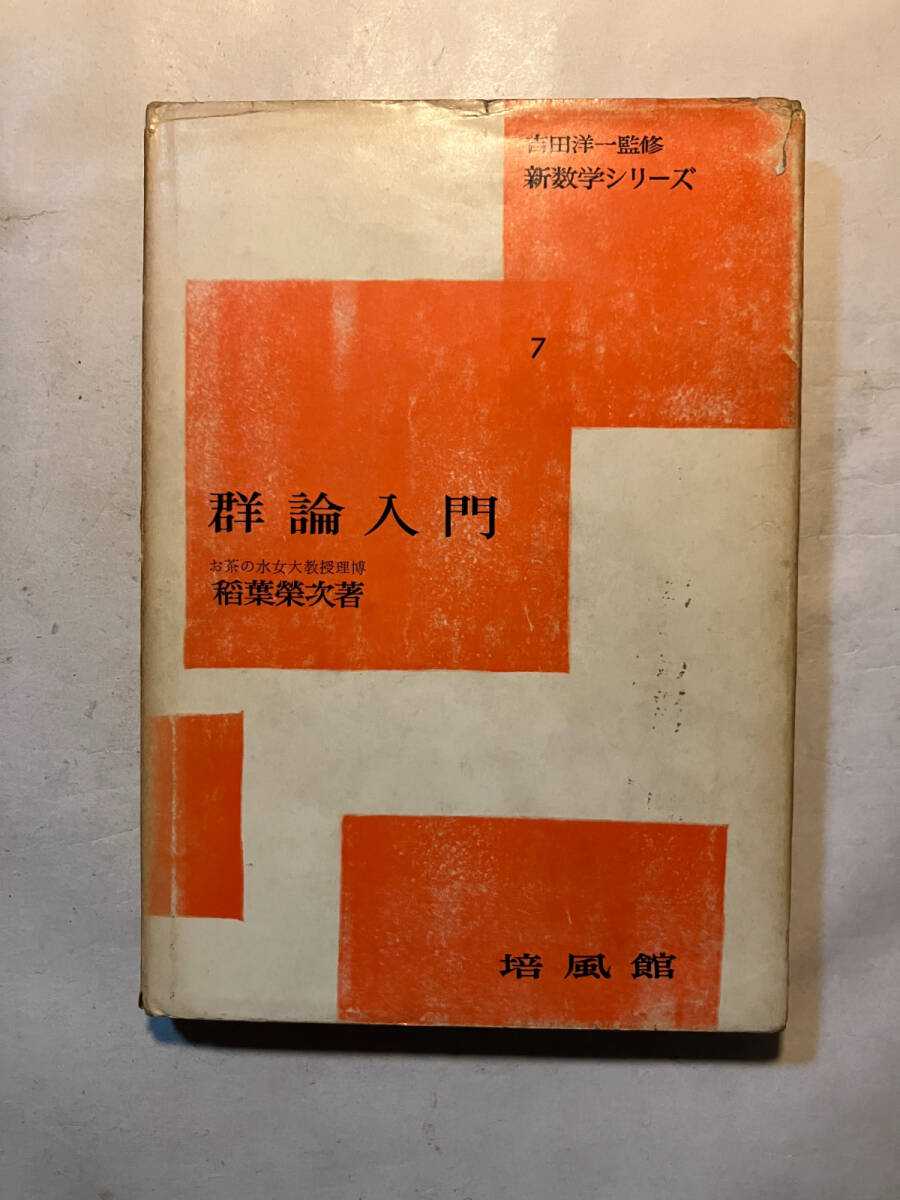 吉田洋一監修
新数学シリーズ
7
群論入門
お茶の水女大教授理博
稲葉榮次著
培風館